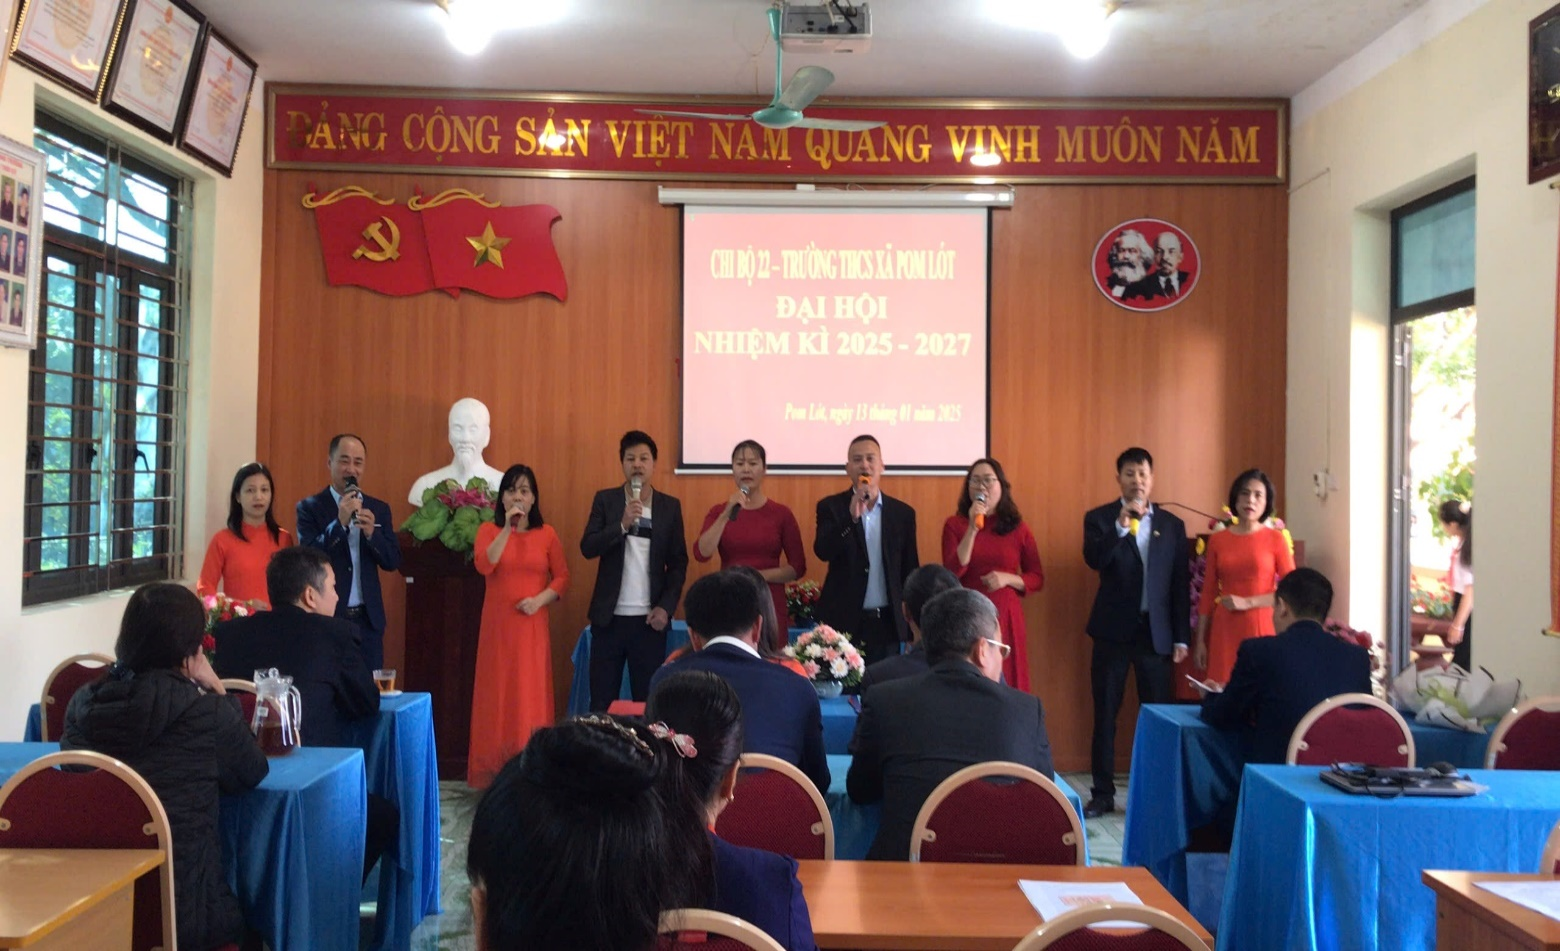 ĐẢNG CỘNG SẢN VIỆT NAM QUANG VINH MUÔN NĂM
CHI BỘ 22 – TRƯỜNG THCS XÃ POM LÓT
ĐẠI HỘI
NHIỆM KÌ 2025 - 2027
Pom Lót, ngày 13 tháng 01 năm 2025